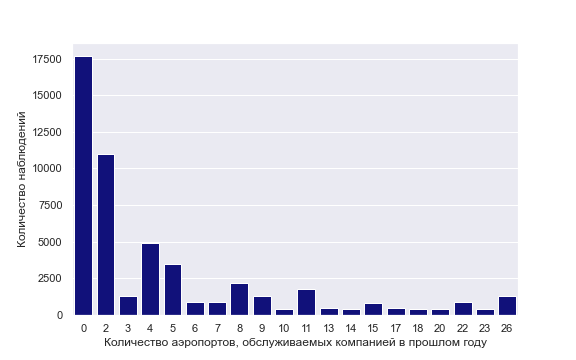 17500
15000
12500
10000
7500
5000
2500
0
Количество наблюдений
0 2 3 4 5 6 7 8 9 10 11 13 14 15 17 18 20 22 23 26
Количество аэропортов, обслуживаемых компанией в прошлом году